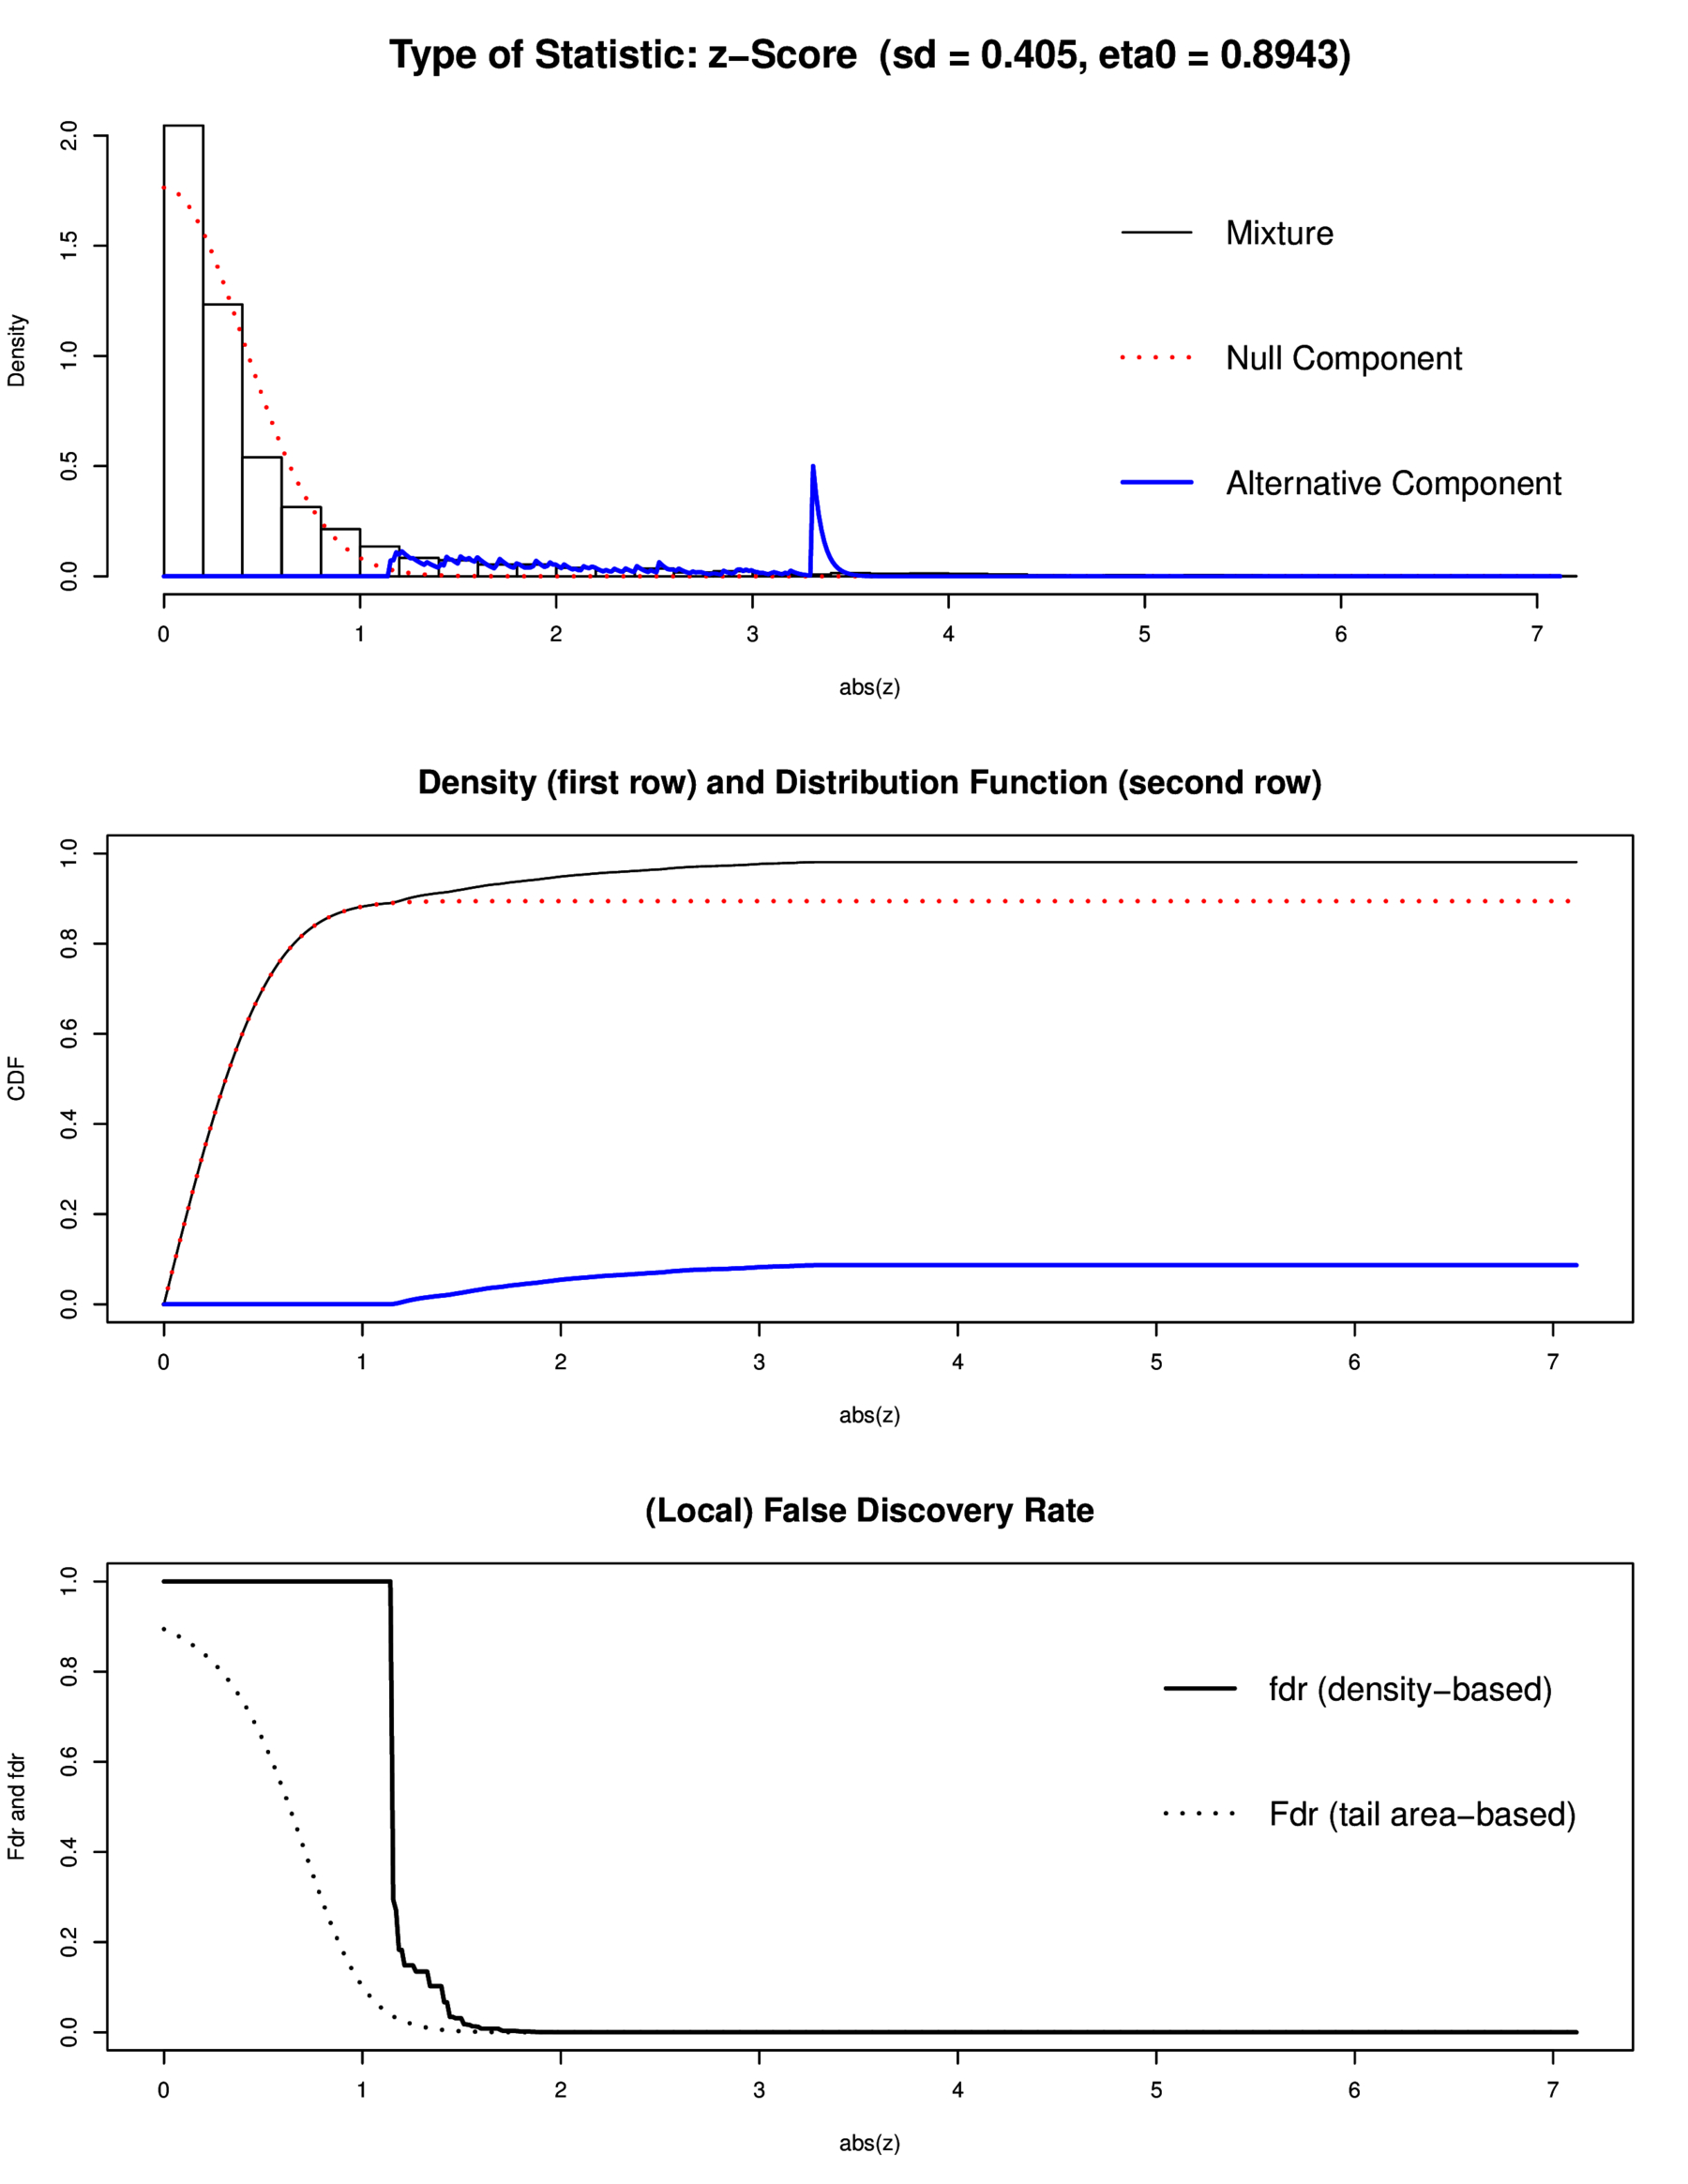 Type of Statistic: z−Score (sd = 0.405, eta0 = 0.8943)
Density
2.0
1.5
1.0
0.5
0.0
Mixture
Null Component
Alternative Component
0 1 2 3 4 5 6 7
abs(z)
Density (first row) and Distribution Function (second row)
CDF
1.0
0.8
0.6
0.4
0.2
0.0
0 1 2 3 4 5 6 7
abs(z)
(Local) False Discovery Rate
Fdr and fdr
1.0
0.8
0.6
0.4
0.2
0.0
fdr (density−based)
Fdr (tail area−based)
0 1 2 3 4 5 6 7
abs(z)